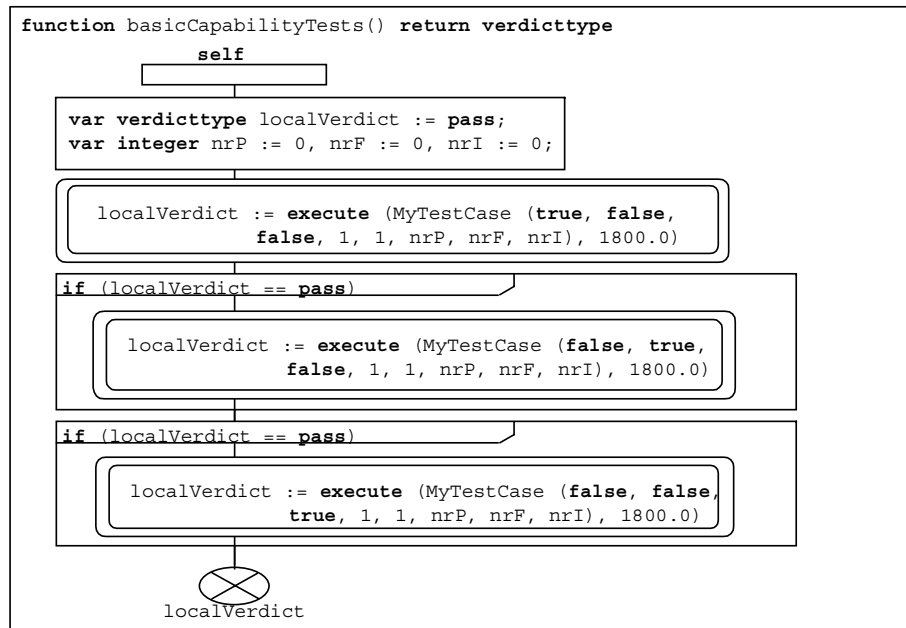 function basicCapabilityTests() return verdicttype
self
var verdicttype localVerdict := pass;
var integer nrP := 0, nrF := 0, nrI := 0;
localVerdict := execute (MyTestCase (true, false,
false, 1, 1, nrP, nrF, nrI), 1800.0)
if (localVerdict == pass)
localVerdict := execute (MyTestCase (false, true,
false, 1, 1, nrP, nrF, nrI), 1800.0)
if (localVerdict == pass)
localVerdict := execute (MyTestCase (false, false,
true, 1, 1, nrP, nrF, nrI), 1800.0)
localVerdict